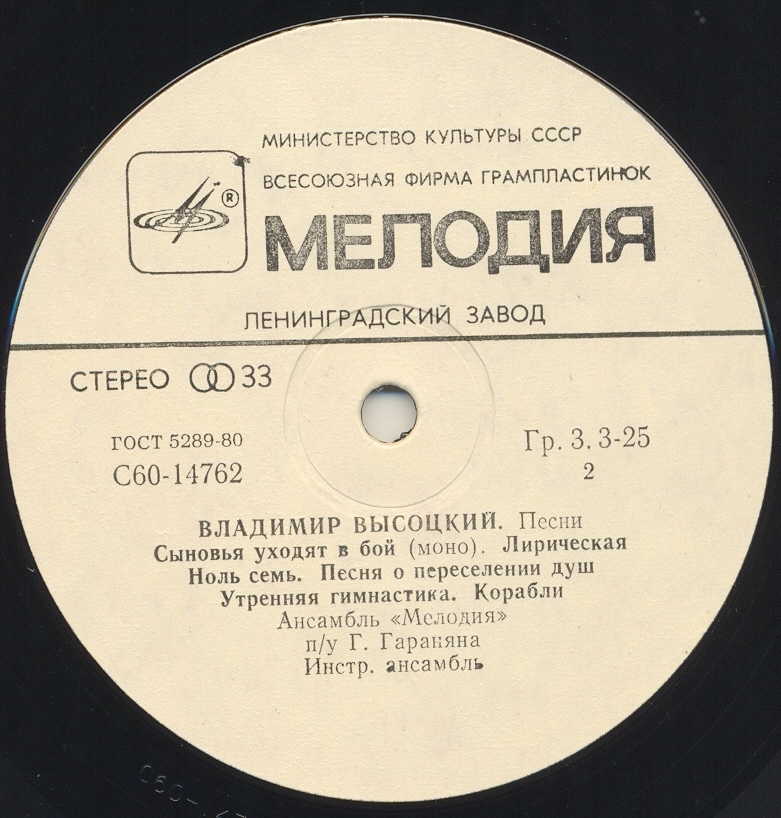 МИНИСТЕРСТВО КУЛЬТУРЫ СССР
ВСЕСОЮЗНАЯ ФИРМА ГРАМПЛАСТИНОК
®
МЕЛОДИЯ
ЛЕНИНГРАДСКИЙ ЗАВОД
СТЕРЕО 33
ГОСТ 5289-80
Гр. 3. 3-25
С60-14762
2
ВЛАДИМИР ВЫСОЦКИЙ. Песни
Сыновья уходят в бой (моно). Лирическая
Ноль семь. Песня о переселении душ
Утренняя гимнастика. Корабли
Ансамбль «Мелодия»
п/у Г. Гараняна
Инстр. ансамбль